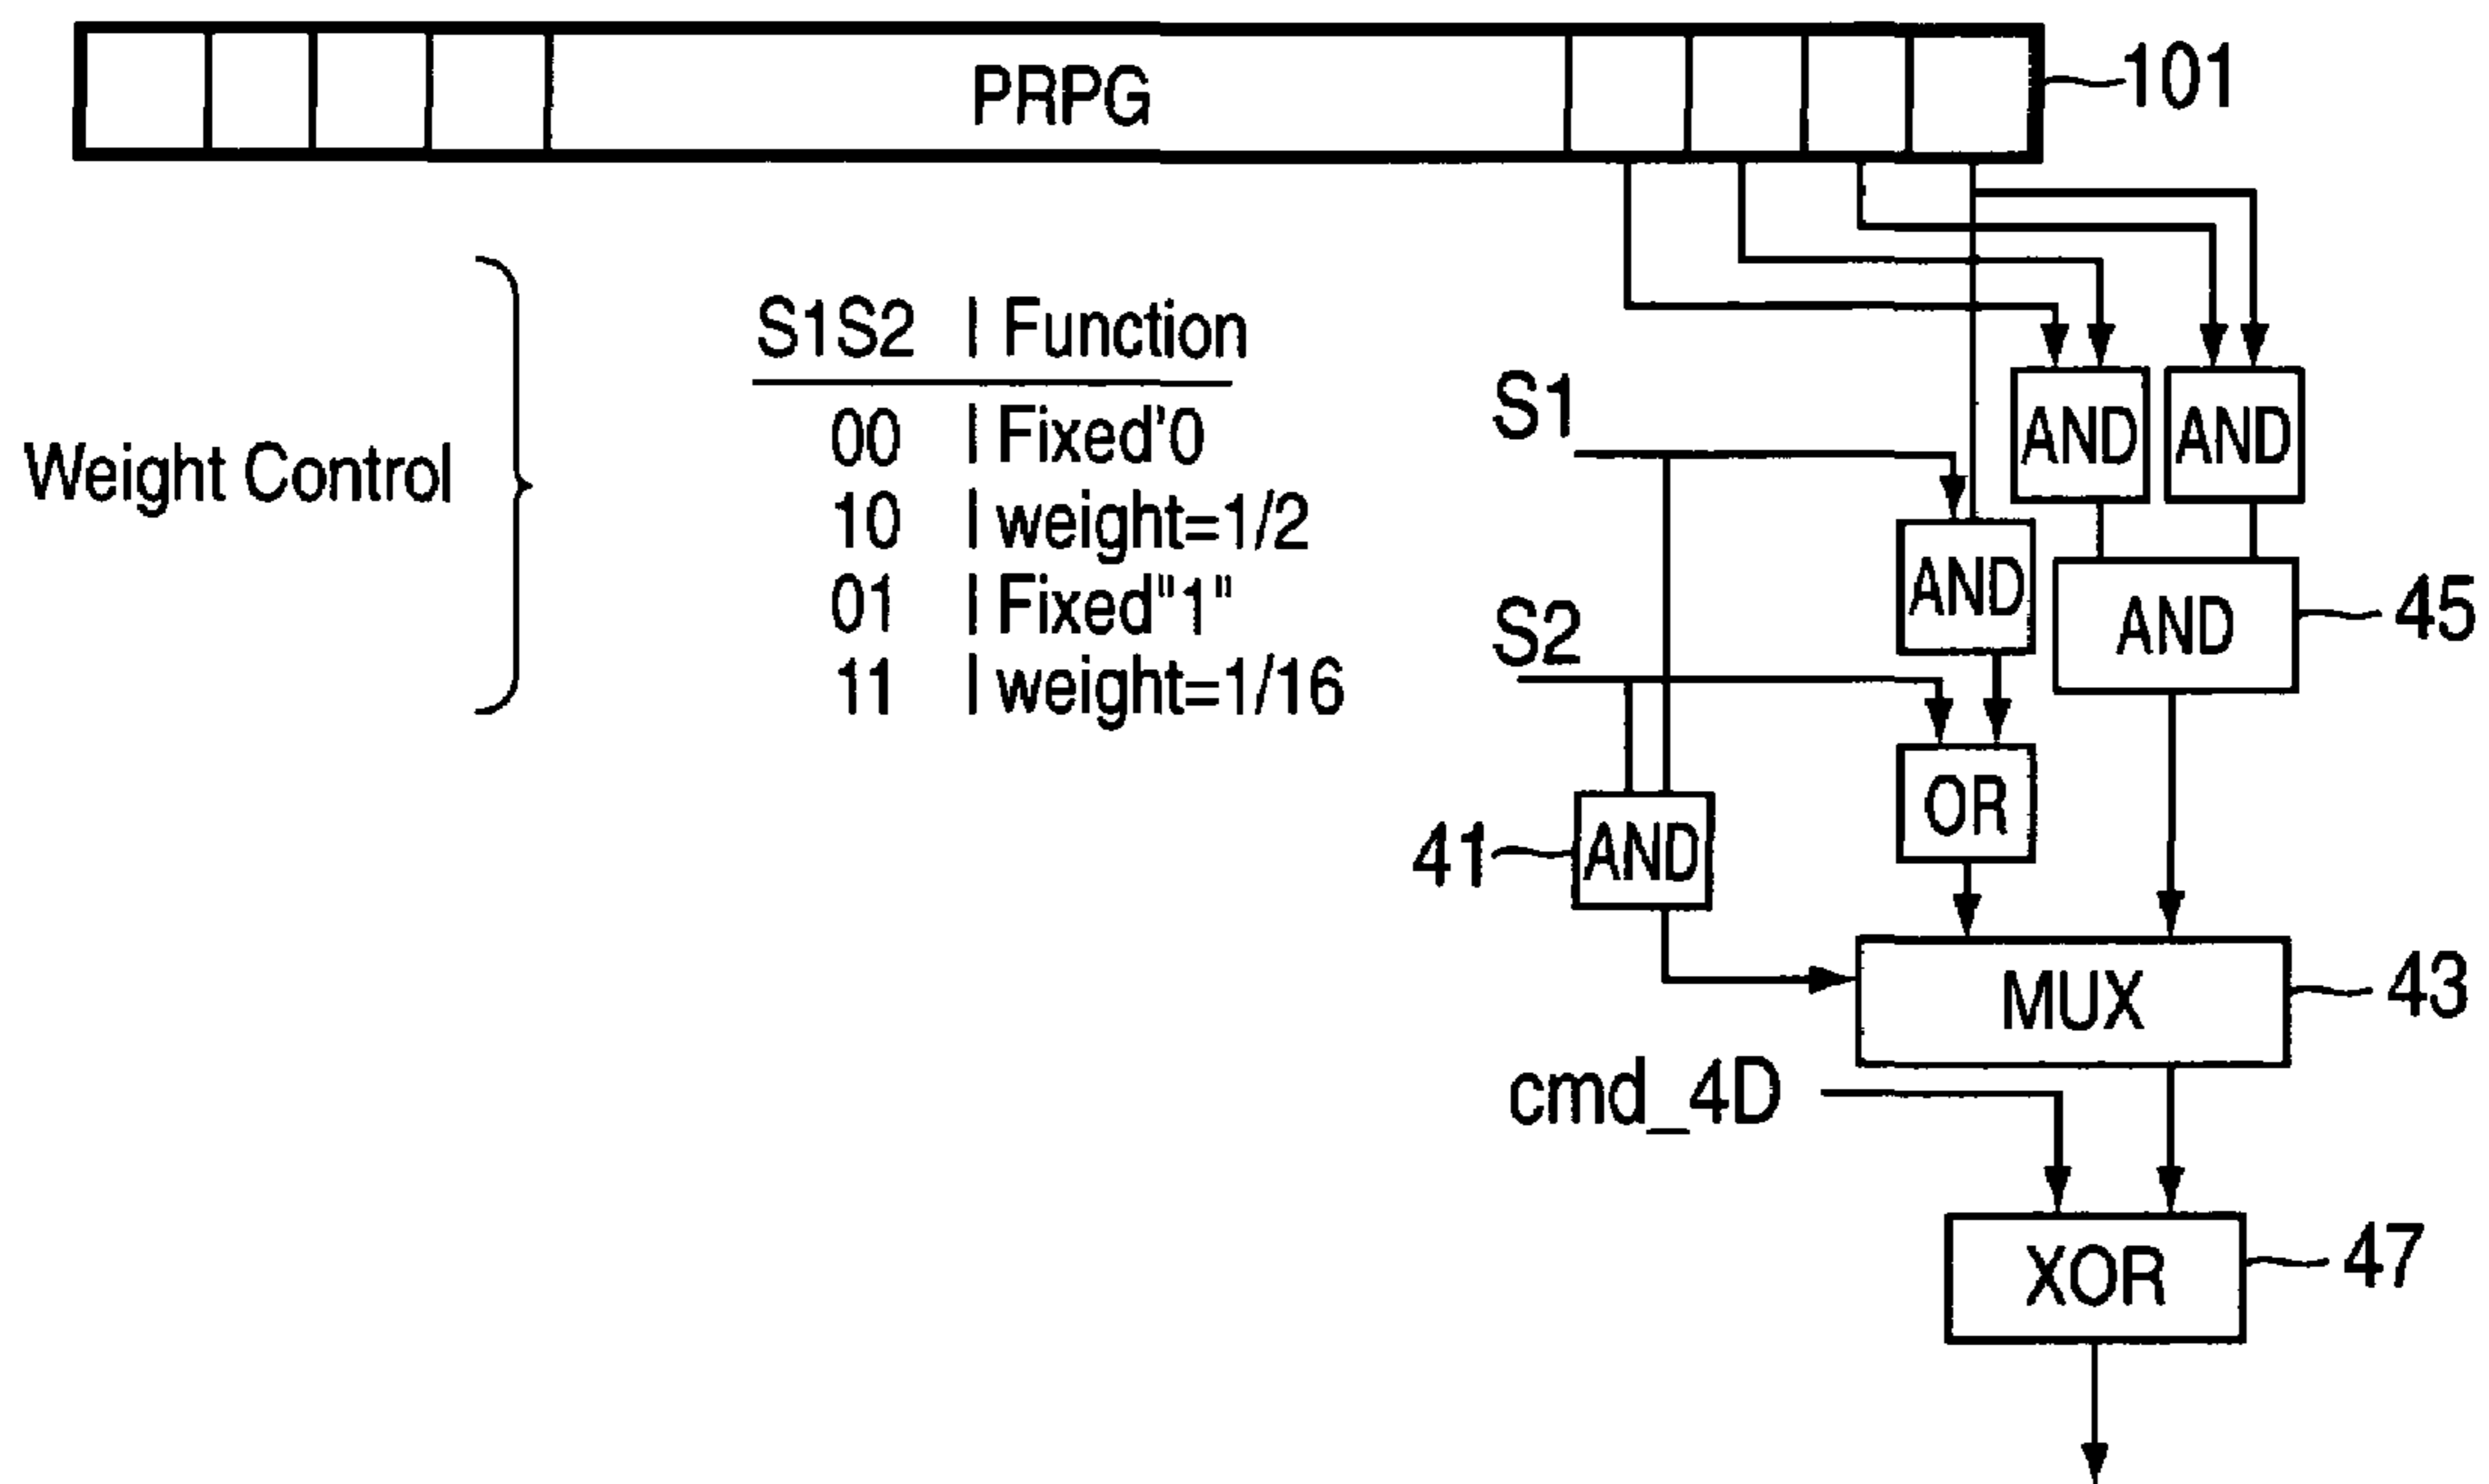 PRPG
101
Weight Control
S1S2 | Function
00 | Fixed'0
10 | weight=1/2
01 | Fixed"1"
11 | weight=1/16
S1
AND
AND
S2
AND
AND
45
41
AND
OR
MUX
43
cmd_4D
XOR
47